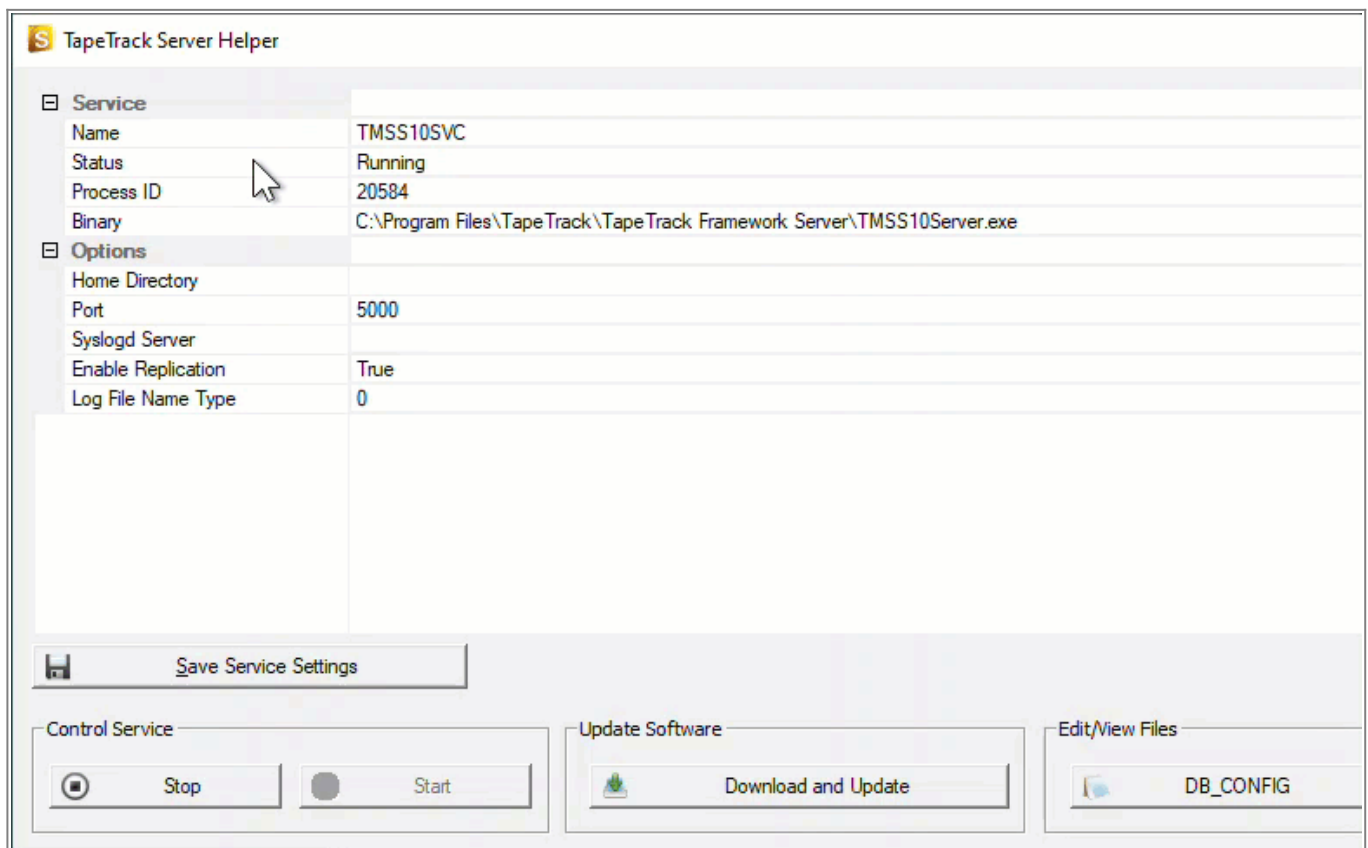 TapeTrack Server Helper
Service
Name TMSS10SVC
Status Running
Process ID 20584
Binary C:\Program Files\TapeTrack\TapeTrack Framework Server\TMSS10Server.exe
Options
Home Directory
Port 5000
Syslogd Server
Enable Replication True
Log File Name Type 0
Save Service Settings
Control Service Update Software Edit/View Files
Stop Start Download and Update DB_CONFIG